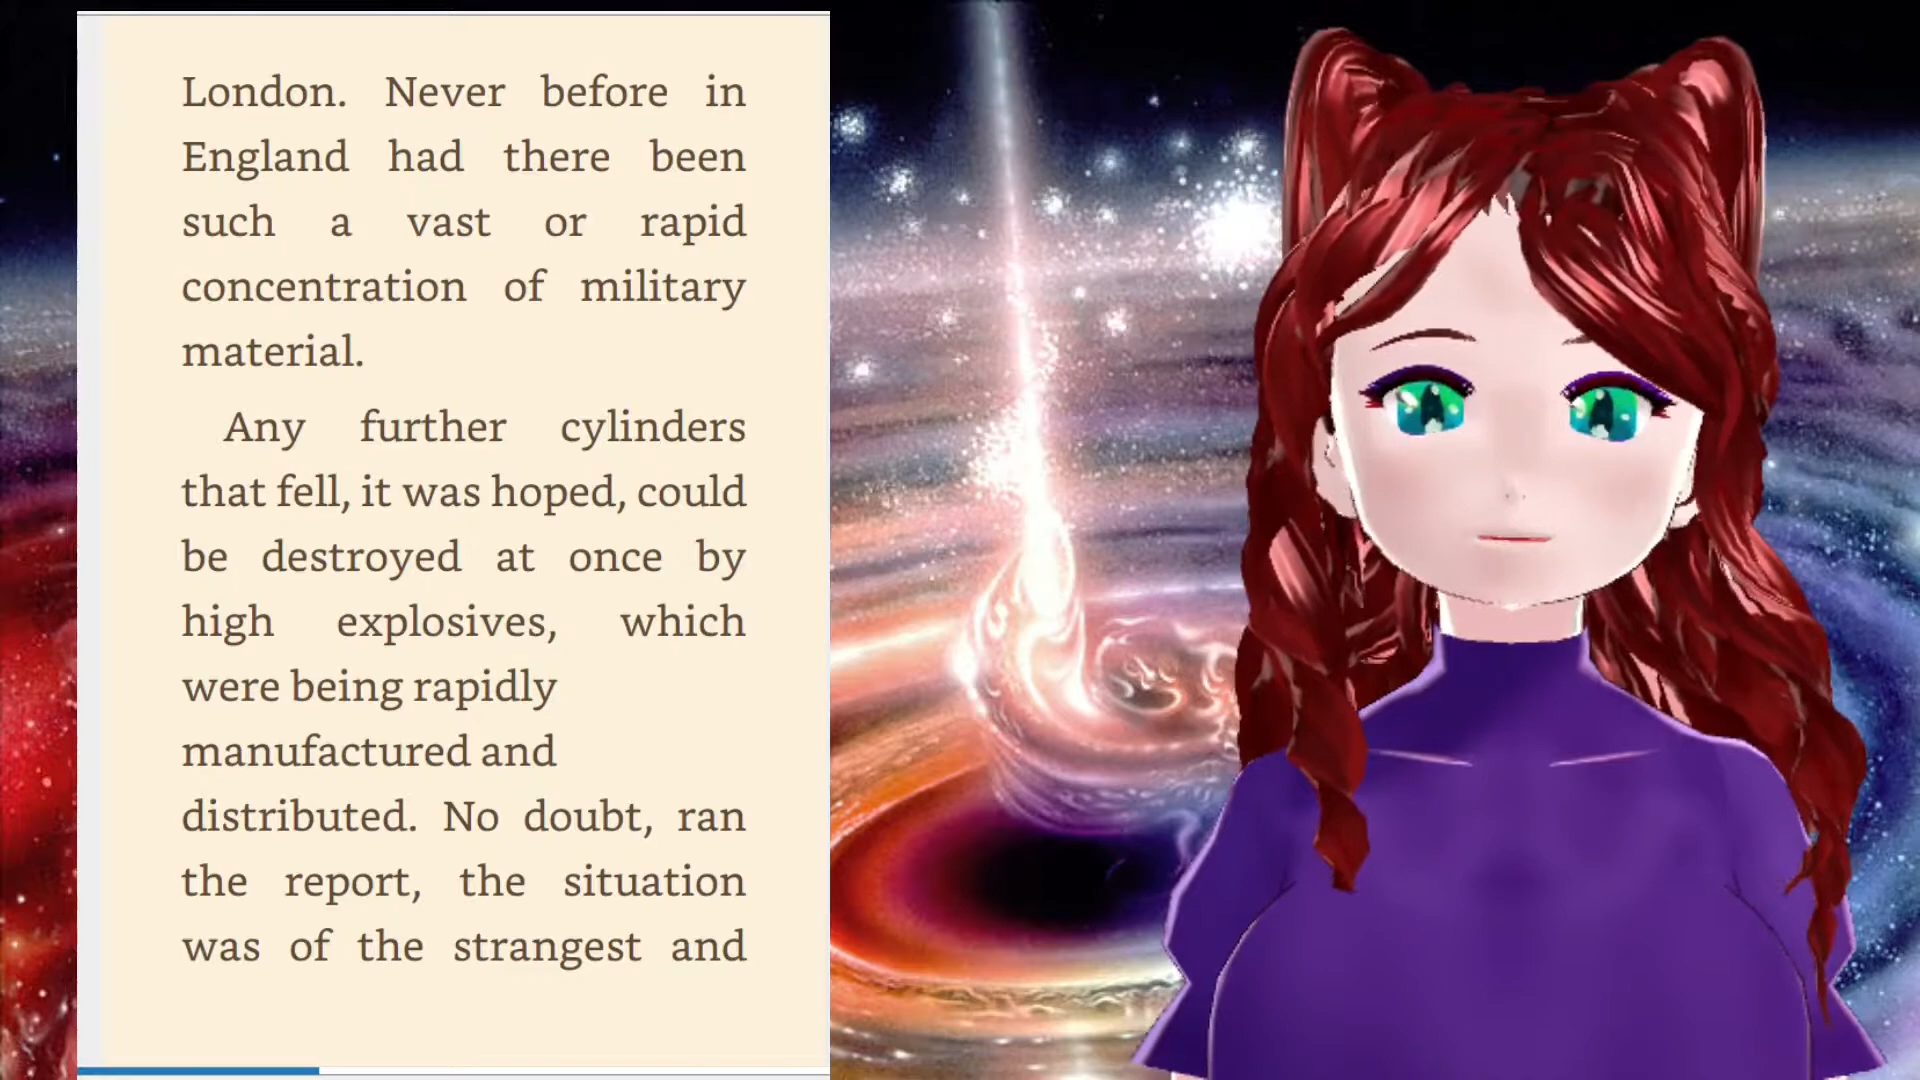 London. Never before in
England had there been
such a vast or rapid
concentration of military
material.
Any further cylinders
that fell, it was hoped, could
be destroyed at once by
high explosives, which
were being rapidly
manufactured and
distributed. No doubt, ran
the report, the situation
was of the strangest and